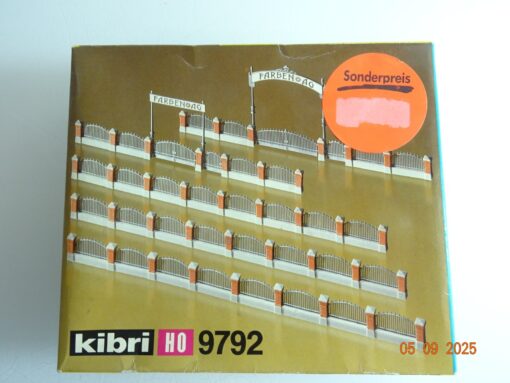 FARBEN AG
FARBEN AG
Sonderpreis
kibri HO 9792
05 09 2025